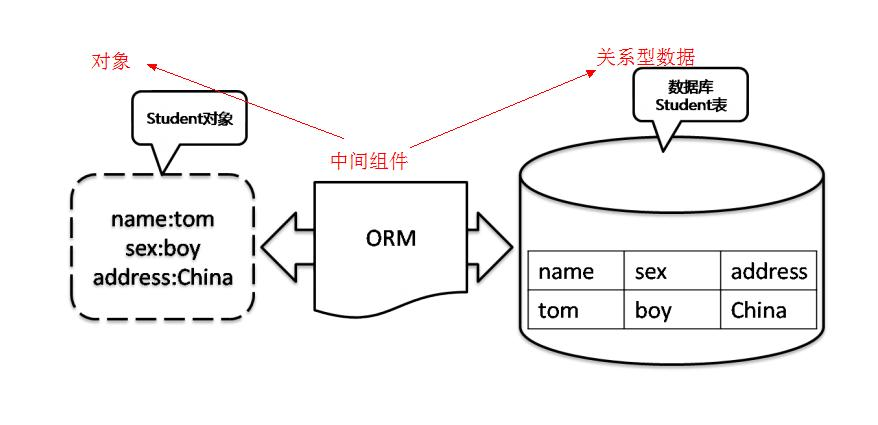 对象
关系型数据
数据库
Student表
Student对象
中间组件
name:tom
sex:boy
address:China
ORM
name sex address
tom boy China